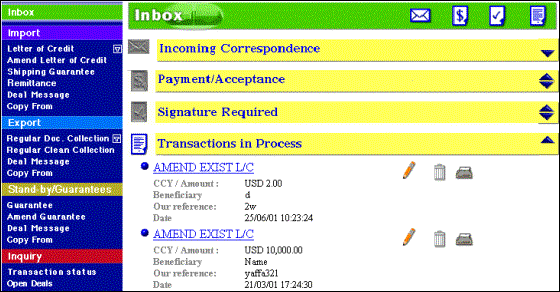 Inbox
Import
Letter of Credit
Amend Letter of Credit
Shipping Guarantee
Remittance
Deal Message
Copy From
Export
Regular Doc. Collection
Regular Clean Collection
Deal Message
Copy From
Stand-by/Guarantees
Guarantee
Amend Guarantee
Deal Message
Copy From
Inquiry
Transaction status
Open Deals
Inbox
Incoming Correspondence
Payment/Acceptance
Signature Required
Transactions in Process
AMEND EXIST L/C
CCY / Amount : USD 2.00
Beneficiary d
Our reference: 2w
Date 25/06/01 10:23:24
AMEND EXIST L/C
CCY / Amount : USD 10,000.00
Beneficiary Name
Our reference: yaffa321
Date 21/03/01 17:24:30